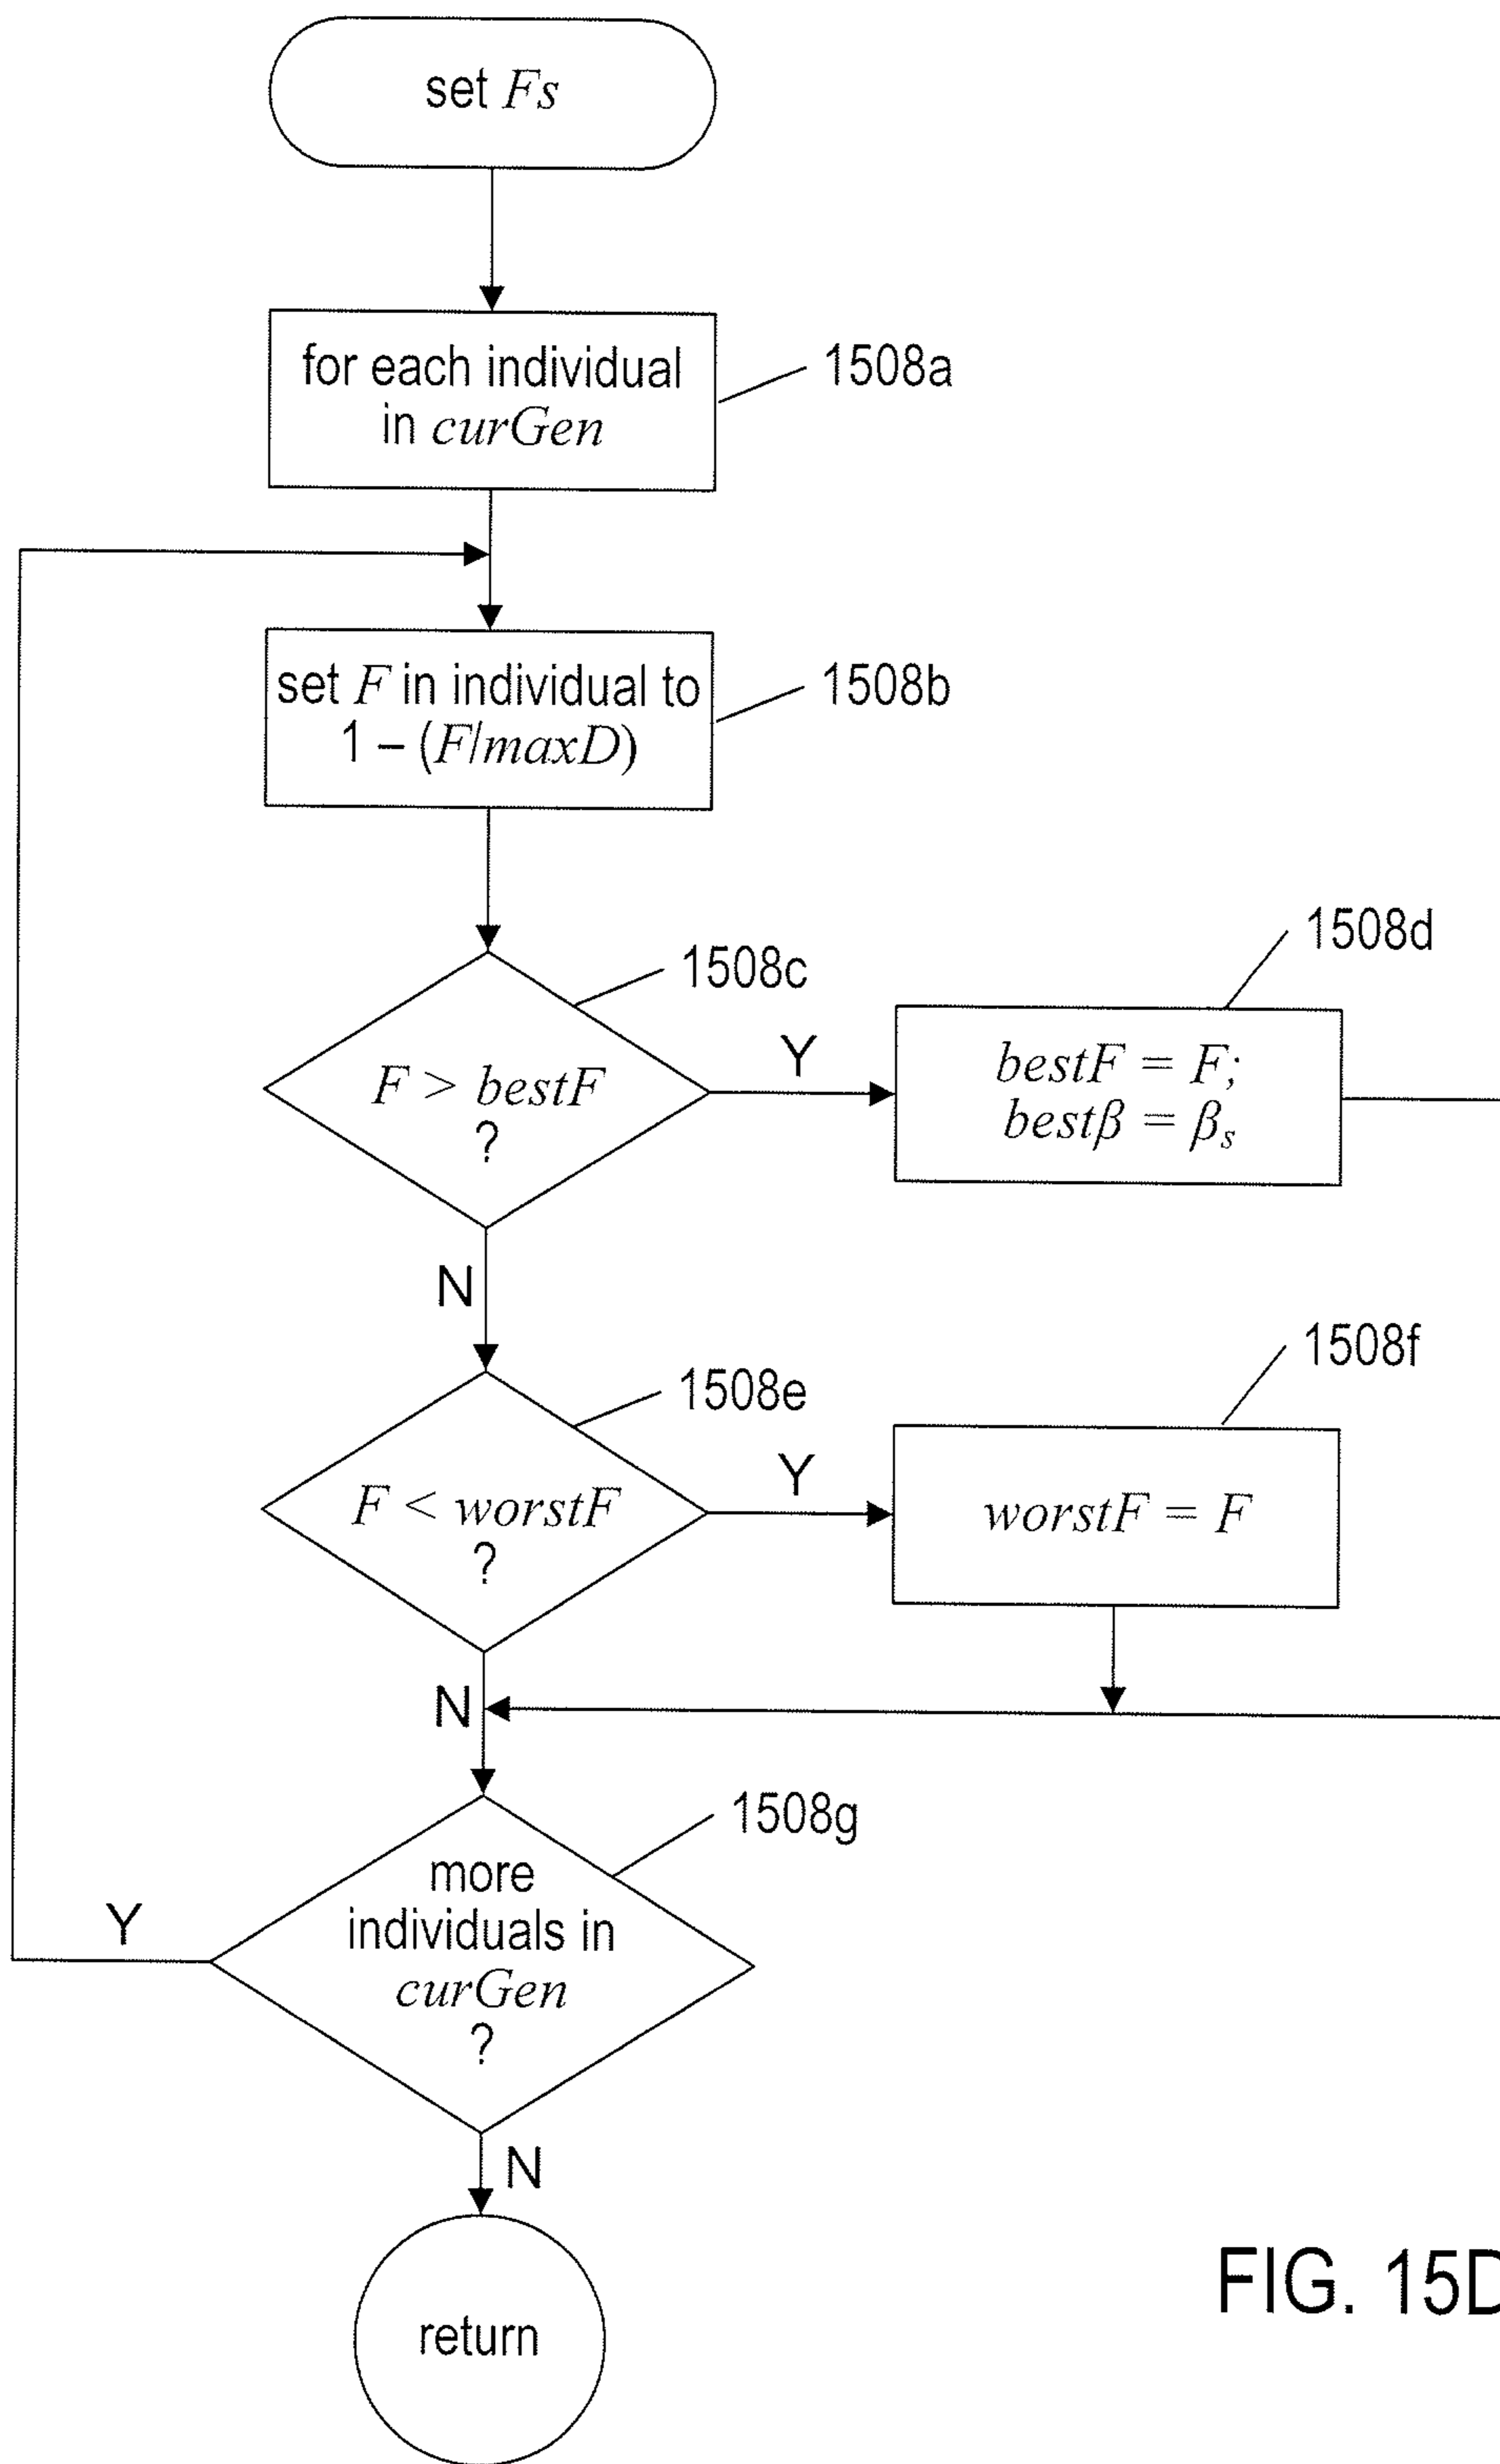 set Fs
for each individual
in curGen
1508a
set F in individual to
1 – (F/maxD)
1508b
1508c
F > bestF
?
Y
N
1508d
bestF = F;
bestβ = βs
1508e
F < worstF
?
Y
N
1508f
worstF = F
1508g
more
individuals in
curGen
?
Y
N
return
FIG. 15D